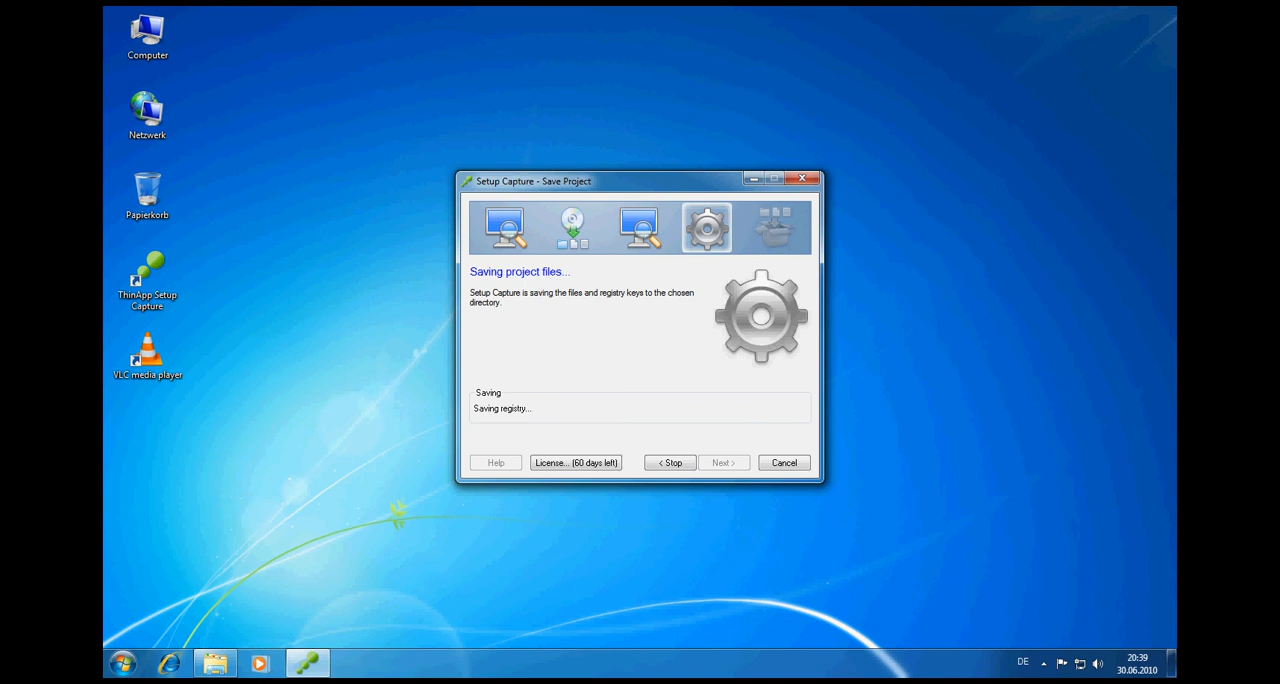 Computer
Netzwerk
Papierkorb
ThinApp Setup
Capture
VLC media player
Setup Capture - Save Project
Saving project files...
Setup Capture is saving the files and registry keys to the chosen
directory.
Saving
Saving registry...
Help
License... (60 days left)
< Stop
Next >
Cancel
DE
20:39
30.06.2010